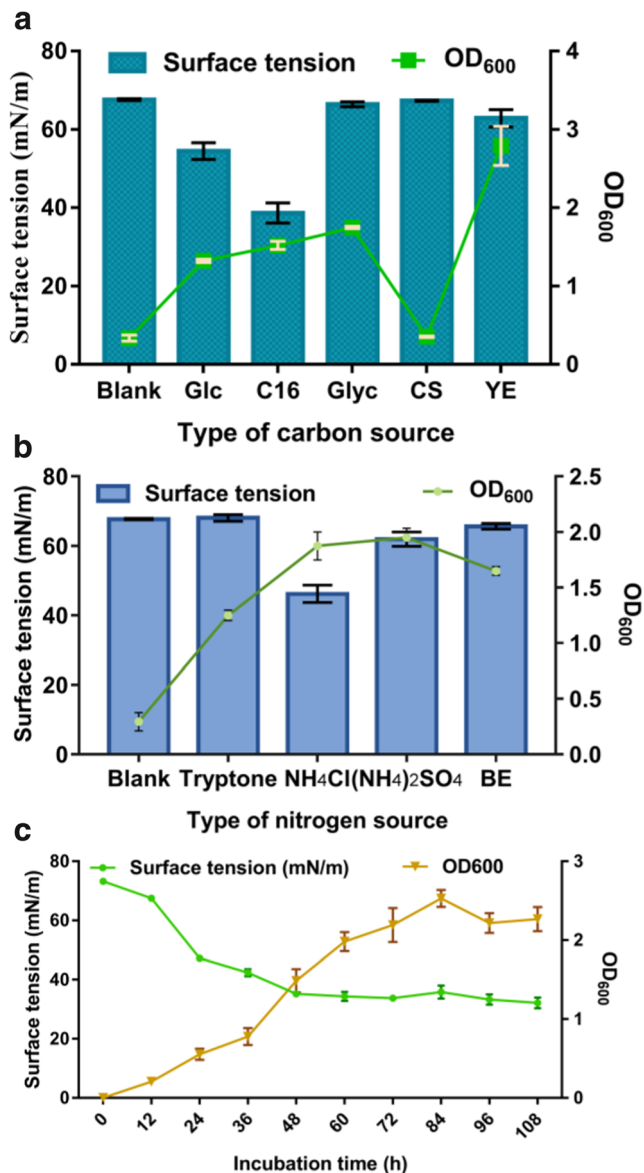 a
Surface tension
OD600
80
60
40
20
0
Surface tension (mN/m)
4
3
2
1
0
OD600
Blank Glc C16 Glyc CS YE
Type of carbon source
b
Surface tension
OD600
80
60
40
20
0
Surface tension (mN/m)
2.5
2.0
1.5
1.0
0.5
0.0
OD600
Blank Tryptone NH4Cl (NH4)2SO4 BE
Type of nitrogen source
c
Surface tension (mN/m)
OD600
80
60
40
20
0
Surface tension (mN/m)
3
2
1
0
OD600
0 12 24 36 48 60 72 84 96 108
Incubation time (h)